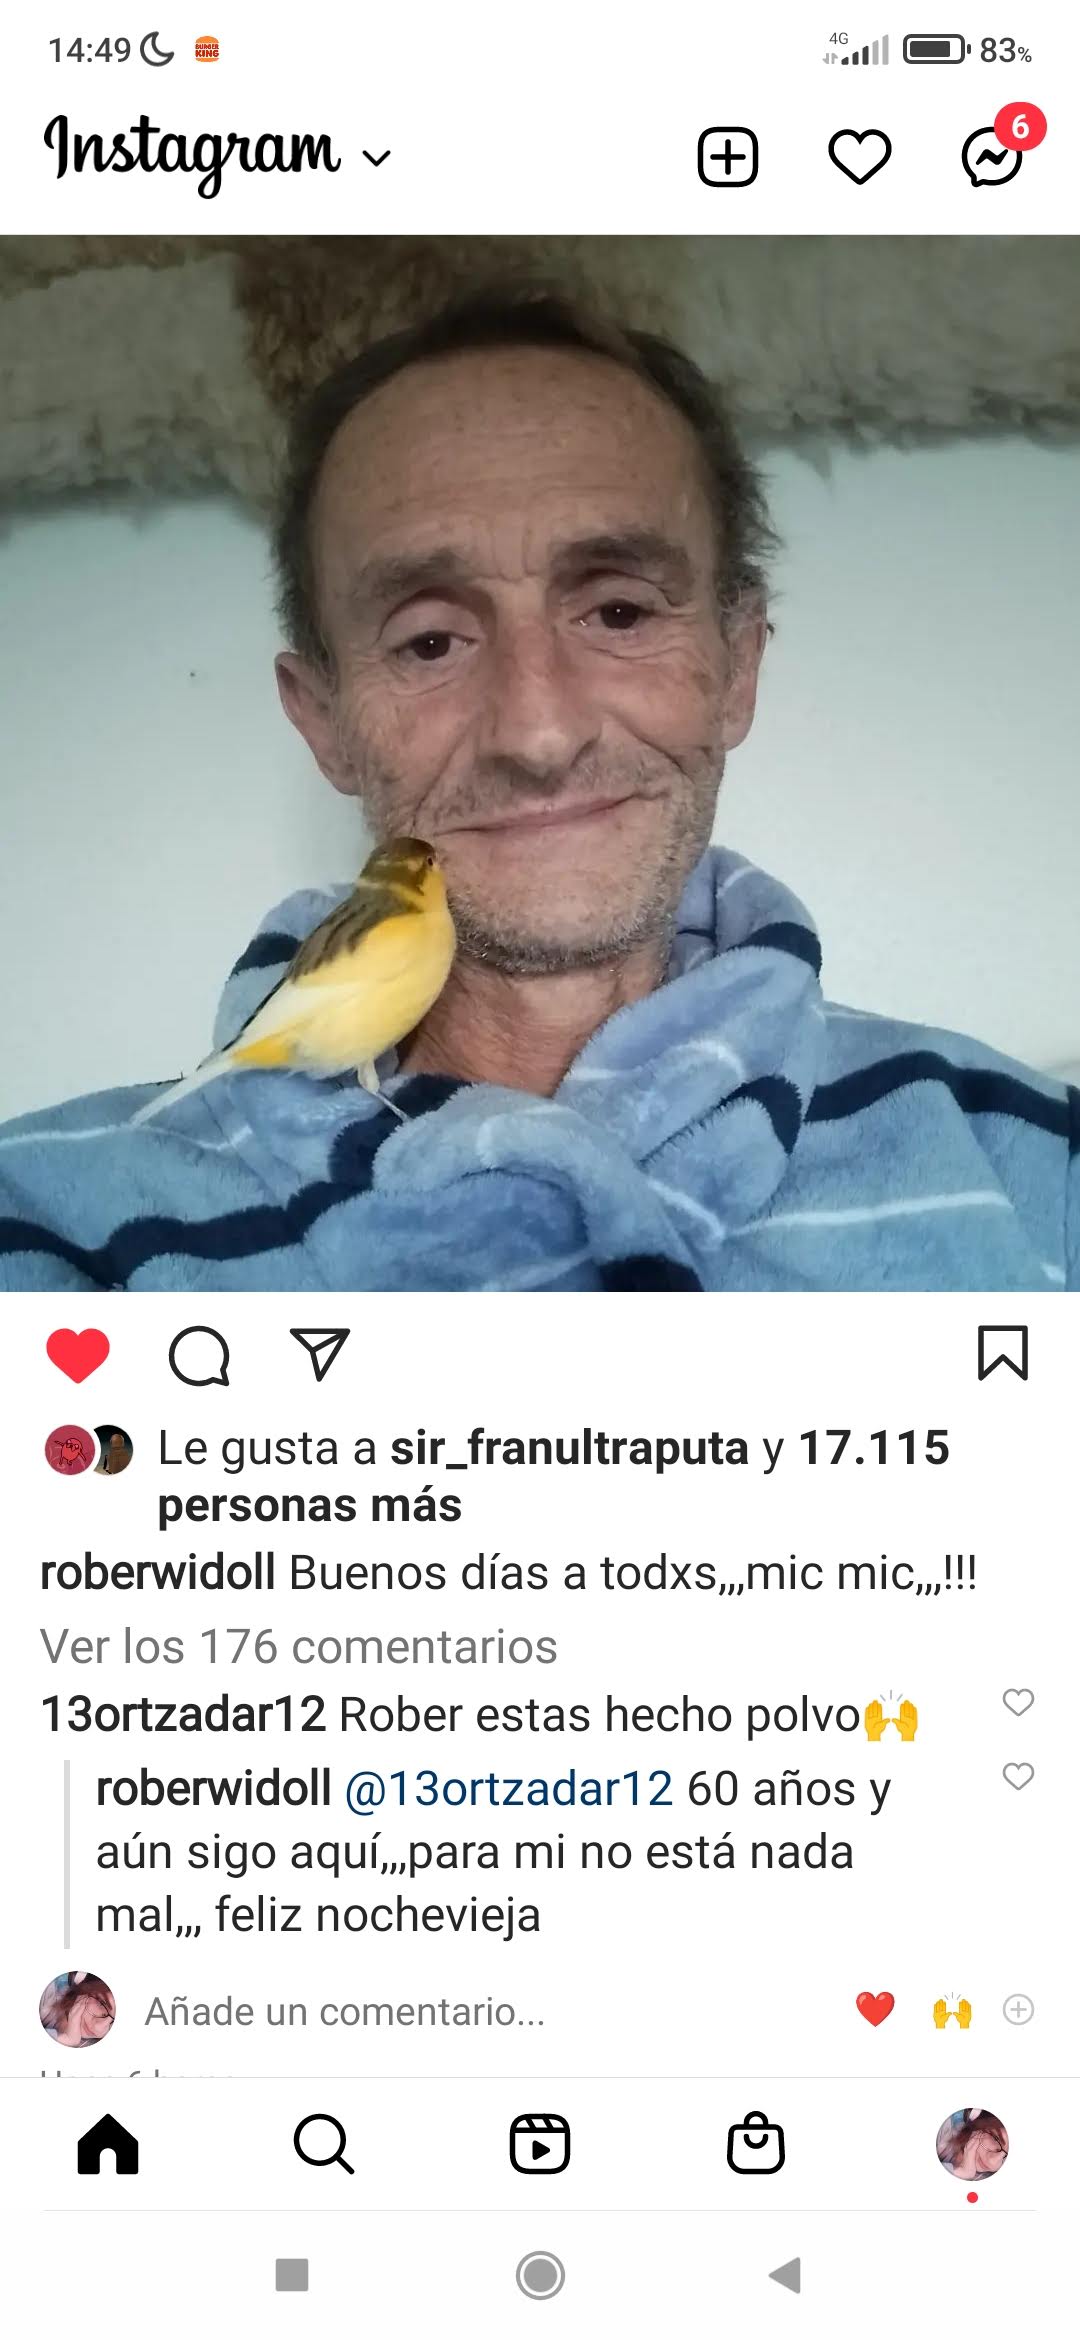 14:49
BURGER KING
4G
83%
Instagram
6
Le gusta a sir_franultraputa y 17.115
personas más
roberwidoll Buenos días a todxs,,,mic mic,,,!!!
Ver los 176 comentarios
13ortzadar12 Rober estas hecho polvo🙌
roberwidoll @13ortzadar12 60 años y
aún sigo aquí,,,para mi no está nada
mal,,, feliz nochevieja
Añade un comentario...